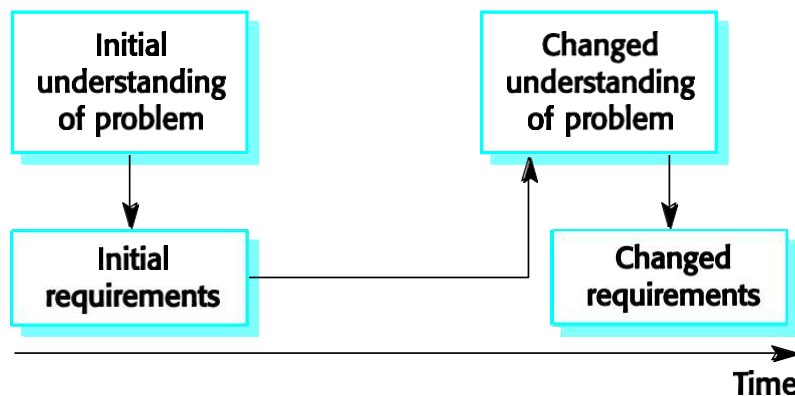 Initial
understanding
of problem
Changed
understanding
of problem
Initial
requirements
Changed
requirements
Time